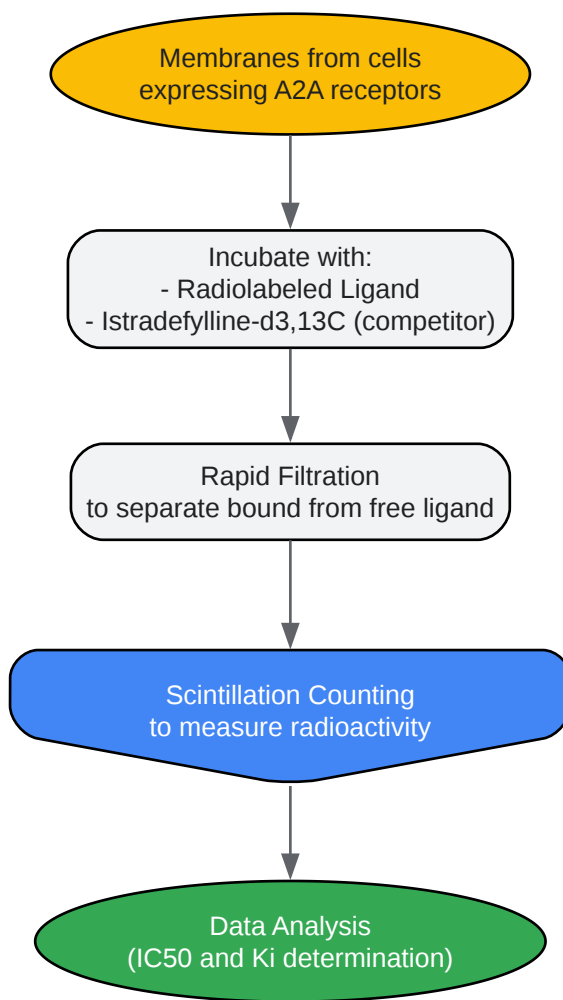 Membranes from cells
expressing A2A receptors
Incubate with:
- Radiolabeled Ligand
- Istradefylline-d3,13C (competitor)
Rapid Filtration
to separate bound from free ligand
Scintillation Counting
to measure radioactivity
Data Analysis
(IC50 and Ki determination)